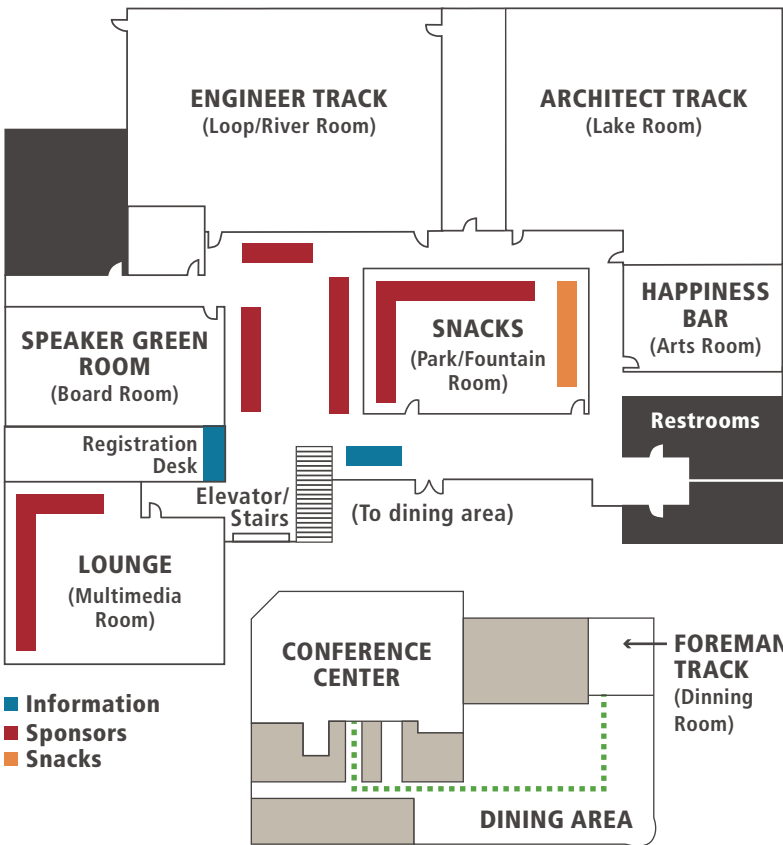 ENGINEER TRACK
(Loop/River Room)
ARCHITECT TRACK
(Lake Room)
SPEAKER GREEN
ROOM
(Board Room)
SNACKS
(Park/Fountain
Room)
HAPPINESS
BAR
(Arts Room)
Restrooms
Registration
Desk
Elevator/
Stairs
(To dining area)
LOUNGE
(Multimedia
Room)
CONFERENCE
CENTER
FOREMAN
TRACK
(Dinning
Room)
Information
Sponsors
Snacks
DINING AREA